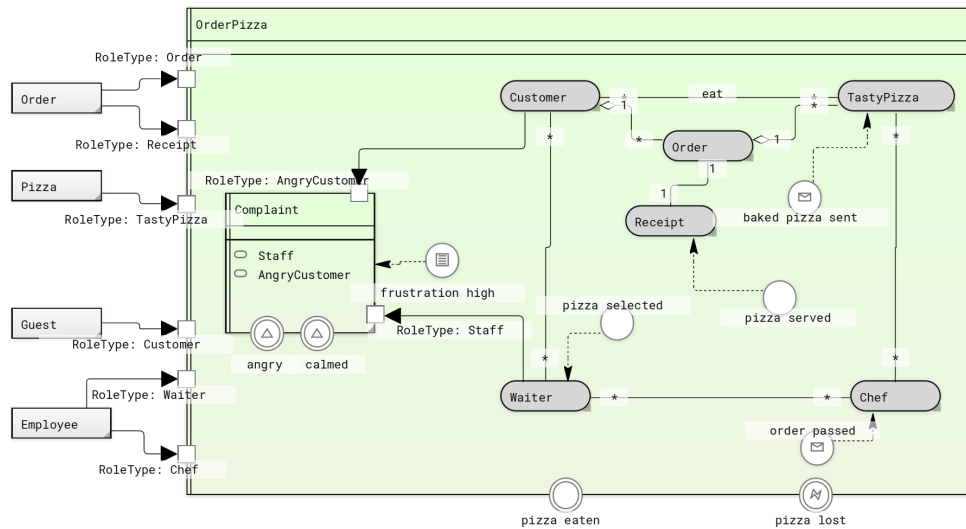 OrderPizza
RoleType: Order
Order
RoleType: Receipt
Pizza
RoleType: TastyPizza
Guest
RoleType: Customer
RoleType: Waiter
Employee
RoleType: Chef
RoleType: AngryCustomer
Complaint
Staff
AngryCustomer
angry
calmed
frustration high
RoleType: Staff
Customer
*
eat
*
TastyPizza
1
*
*
*
Order
1
*
*
1
1
Receipt
baked pizza sent
pizza served
pizza selected
*
*
Waiter
*
*
Chef
order passed
pizza eaten
pizza lost